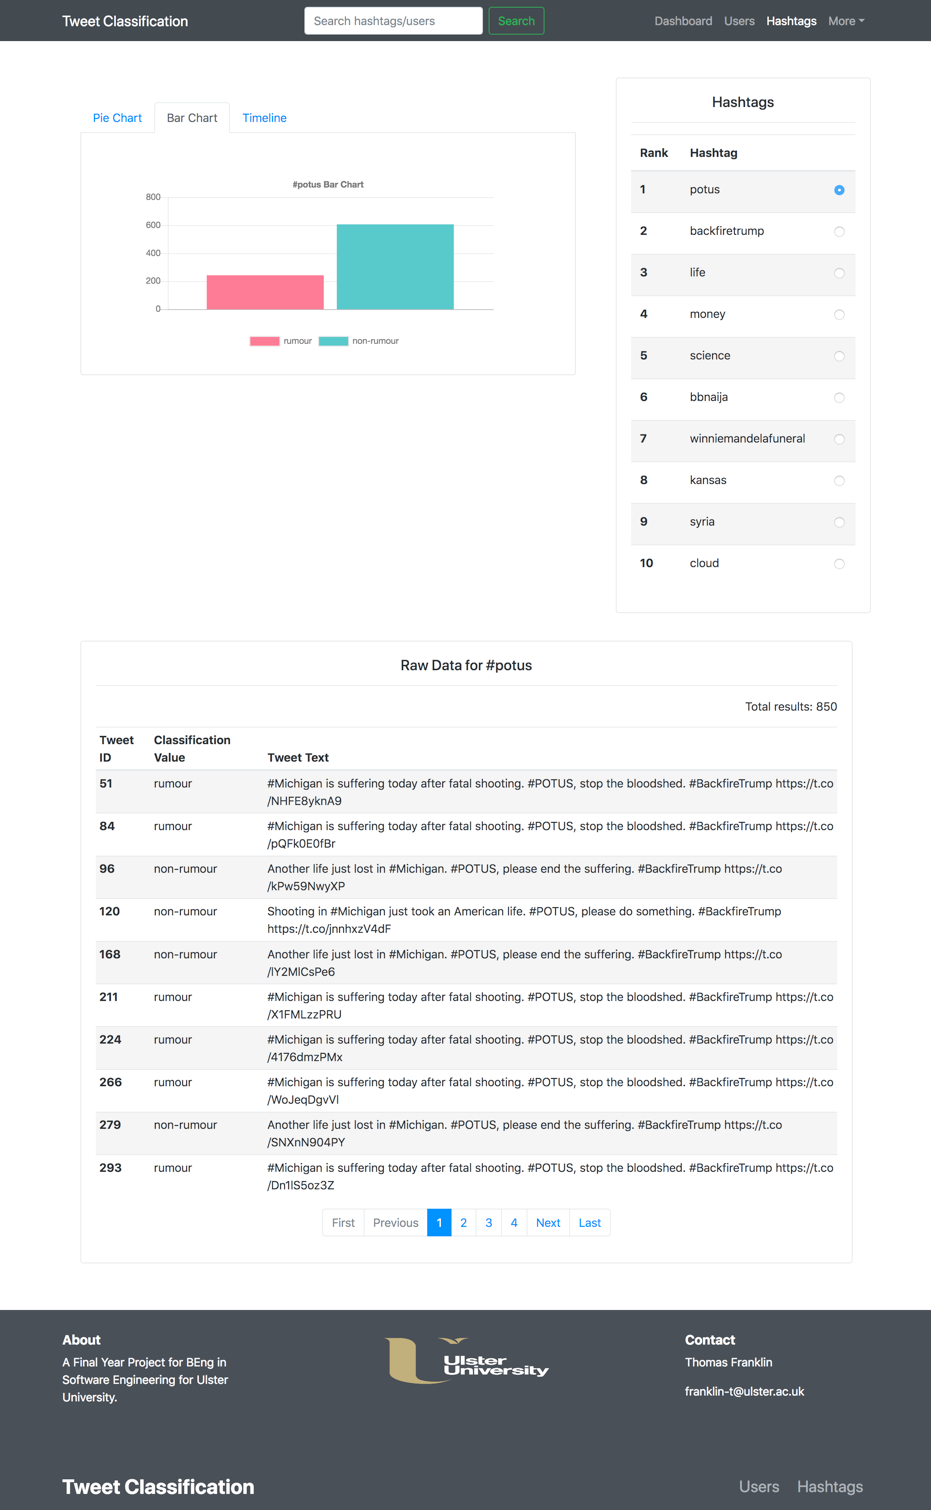 Tweet Classification
Search hashtags/users
Search
Dashboard Users Hashtags More
Pie Chart Bar Chart Timeline
#potus Bar Chart
800
600
400
200
0
rumour non-rumour
Hashtags
Rank Hashtag
1 potus
2 backfiretrump
3 life
4 money
5 science
6 bbnaija
7 winniemandelafuneral
8 kansas
9 syria
10 cloud
Raw Data for #potus
Total results: 850
Tweet Classification
ID Value Tweet Text
51 rumour #Michigan is suffering today after fatal shooting. #POTUS, stop the bloodshed. #BackfireTrump https://t.co
/NHFE8yknA9
84 rumour #Michigan is suffering today after fatal shooting. #POTUS, stop the bloodshed. #BackfireTrump https://t.co
/pQFk0E0fBr
96 non-rumour Another life just lost in #Michigan. #POTUS, please end the suffering. #BackfireTrump https://t.co
/kPw59NwyXP
120 non-rumour Shooting in #Michigan just took an American life. #POTUS, please do something. #BackfireTrump
https://t.co/jnnhxzV4dF
168 non-rumour Another life just lost in #Michigan. #POTUS, please end the suffering. #BackfireTrump https://t.co
/lY2MlCsPe6
211 rumour #Michigan is suffering today after fatal shooting. #POTUS, stop the bloodshed. #BackfireTrump https://t.co
/X1FMLzzPRU
224 rumour #Michigan is suffering today after fatal shooting. #POTUS, stop the bloodshed. #BackfireTrump https://t.co
/4176dmzPMx
266 rumour #Michigan is suffering today after fatal shooting. #POTUS, stop the bloodshed. #BackfireTrump https://t.co
/WoJeqDgvVl
279 non-rumour Another life just lost in #Michigan. #POTUS, please end the suffering. #BackfireTrump https://t.co
/SNXnN904PY
293 rumour #Michigan is suffering today after fatal shooting. #POTUS, stop the bloodshed. #BackfireTrump https://t.co
/Dn1lS5oz3Z
First Previous 1 2 3 4 Next Last
About
A Final Year Project for BEng in
Software Engineering for Ulster
University.
Ulster
University
Contact
Thomas Franklin
franklin-t@ulster.ac.uk
Tweet Classification
Users Hashtags